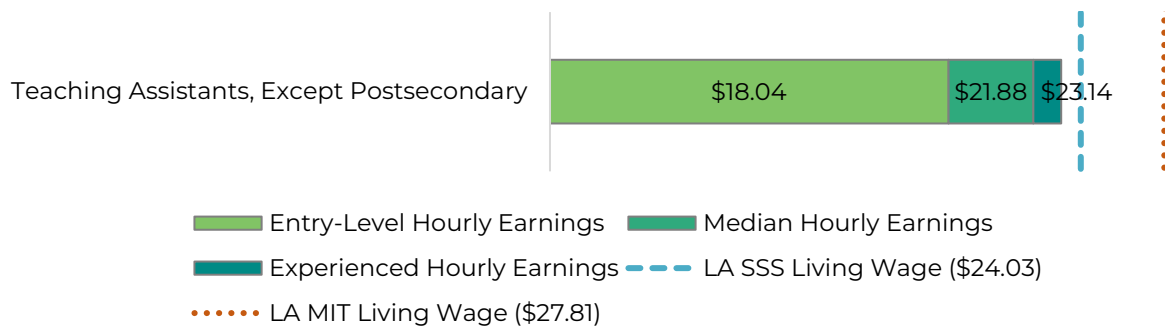 Teaching Assistants, Except Postsecondary $18.04 $21.88 $23.14
Entry-Level Hourly Earnings Median Hourly Earnings
Experienced Hourly Earnings LA SSS Living Wage ($24.03)
LA MIT Living Wage ($27.81)